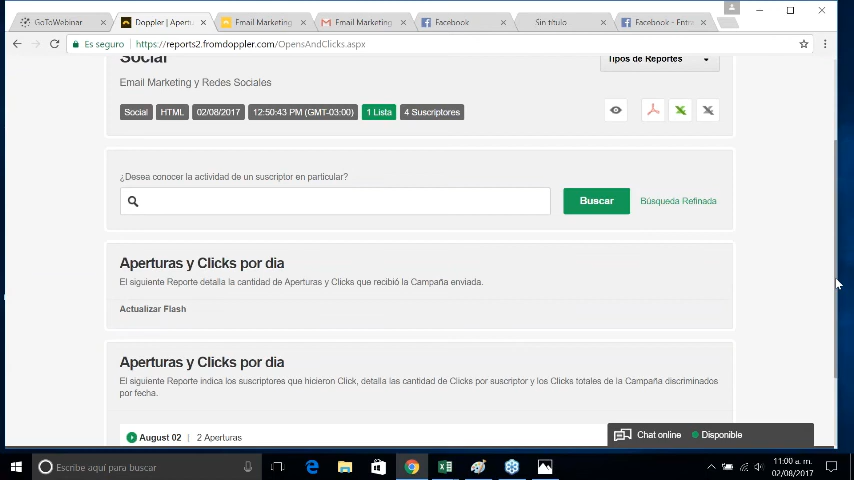 GoToWebinar
Doppler | Apertu
Email Marketing
Email Marketing
Facebook
Sin título
Facebook - Entra
Es seguro
https://reports2.fromdoppler.com/OpensAndClicks.aspx
Social
Tipos de Reportes
Email Marketing y Redes Sociales
Social HTML 02/08/2017 12:50:43 PM (GMT-03:00) 1 Lista 4 Suscriptores
¿Desea conocer la actividad de un suscriptor en particular?
Buscar
Búsqueda Refinada
Aperturas y Clicks por dia
El siguiente Reporte detalla la cantidad de Aperturas y Clicks que recibió la Campaña enviada.
Actualizar Flash
Aperturas y Clicks por dia
El siguiente Reporte indica los suscriptores que hicieron Click, detalla las cantidad de Clicks por suscriptor y los Clicks totales de la Campaña discriminados
por fecha.
August 02 | 2 Aperturas
Chat online
Disponible
Escribe aquí para buscar
11:00 a. m.
02/08/2017